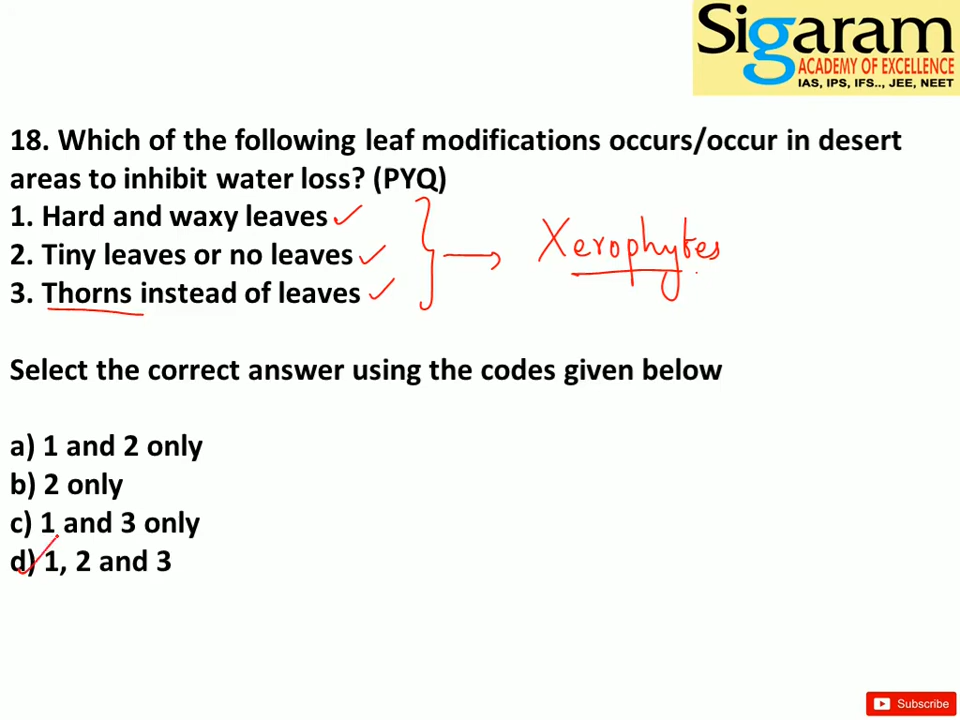 Sigaram
ACADEMY OF EXCELLENCE
IAS, IPS, IFS.., JEE, NEET
18. Which of the following leaf modifications occurs/occur in desert
areas to inhibit water loss? (PYQ)
1. Hard and waxy leaves
2. Tiny leaves or no leaves
3. Thorns instead of leaves
Xerophytes
Select the correct answer using the codes given below
a) 1 and 2 only
b) 2 only
c) 1 and 3 only
d) 1, 2 and 3
Subscribe